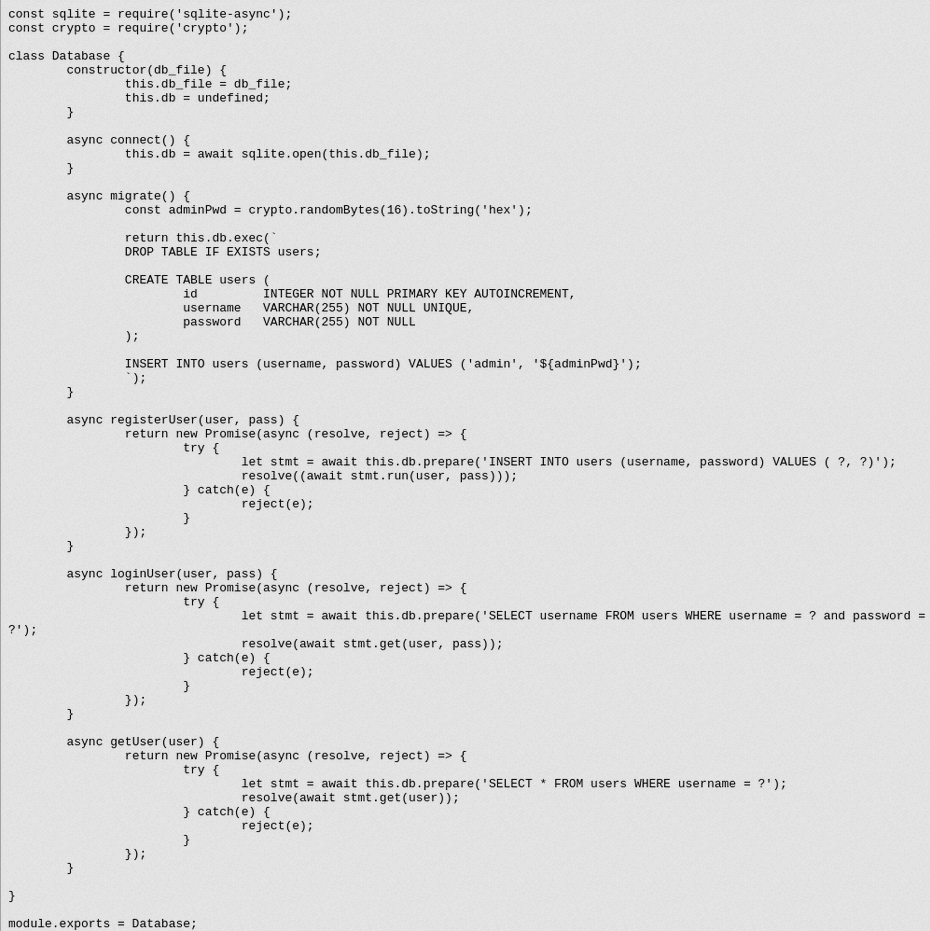 const sqlite = require('sqlite-async');
const crypto = require('crypto');

class Database {
        constructor(db_file) {
                this.db_file = db_file;
                this.db = undefined;
        }

        async connect() {
                this.db = await sqlite.open(this.db_file);
        }

        async migrate() {
                const adminPwd = crypto.randomBytes(16).toString('hex');

                return this.db.exec(`
                DROP TABLE IF EXISTS users;

                CREATE TABLE users (
                        id         INTEGER NOT NULL PRIMARY KEY AUTOINCREMENT,
                        username   VARCHAR(255) NOT NULL UNIQUE,
                        password   VARCHAR(255) NOT NULL
                );

                INSERT INTO users (username, password) VALUES ('admin', '${adminPwd}');
                `);
        }

        async registerUser(user, pass) {
                return new Promise(async (resolve, reject) => {
                        try {
                                let stmt = await this.db.prepare('INSERT INTO users (username, password) VALUES ( ?, ?)');
                                resolve((await stmt.run(user, pass)));
                        } catch(e) {
                                reject(e);
                        }
                });
        }

        async loginUser(user, pass) {
                return new Promise(async (resolve, reject) => {
                        try {
                                let stmt = await this.db.prepare('SELECT username FROM users WHERE username = ? and password =
?');
                                resolve(await stmt.get(user, pass));
                        } catch(e) {
                                reject(e);
                        }
                });
        }

        async getUser(user) {
                return new Promise(async (resolve, reject) => {
                        try {
                                let stmt = await this.db.prepare('SELECT * FROM users WHERE username = ?');
                                resolve(await stmt.get(user));
                        } catch(e) {
                                reject(e);
                        }
                });
        }

}

module.exports = Database;